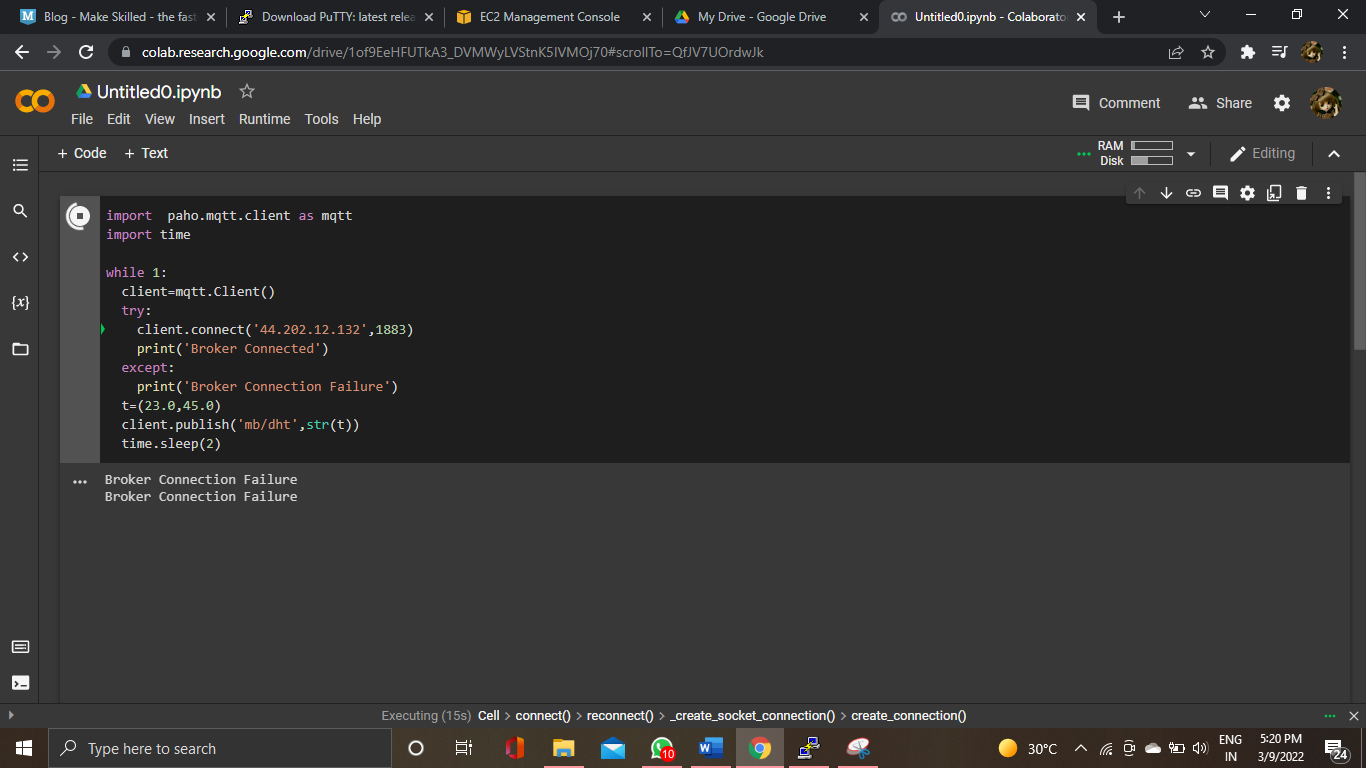 Blog - Make Skilled - the fast
Download PuTTY: latest relea
EC2 Management Console
My Drive - Google Drive
Untitled0.ipynb - Colaborato
colab.research.google.com/drive/1of9EeHFUTkA3_DVMWyLVStnK5IVMOj70#scrollTo=QfJV7UOrdwJk
Untitled0.ipynb
File Edit View Insert Runtime Tools Help
Comment Share
+ Code + Text
RAM
Disk
Editing
import  paho.mqtt.client as mqtt
import time
while 1:
  client=mqtt.Client()
  try:
    client.connect('44.202.12.132',1883)
    print('Broker Connected')
  except:
    print('Broker Connection Failure')
  t=(23.0,45.0)
  client.publish('mb/dht',str(t))
  time.sleep(2)
Broker Connection Failure
Broker Connection Failure
Executing (15s) Cell > connect() > reconnect() > _create_socket_connection() > create_connection()
Type here to search
10
30°C
ENG
IN
5:20 PM
3/9/2022
24